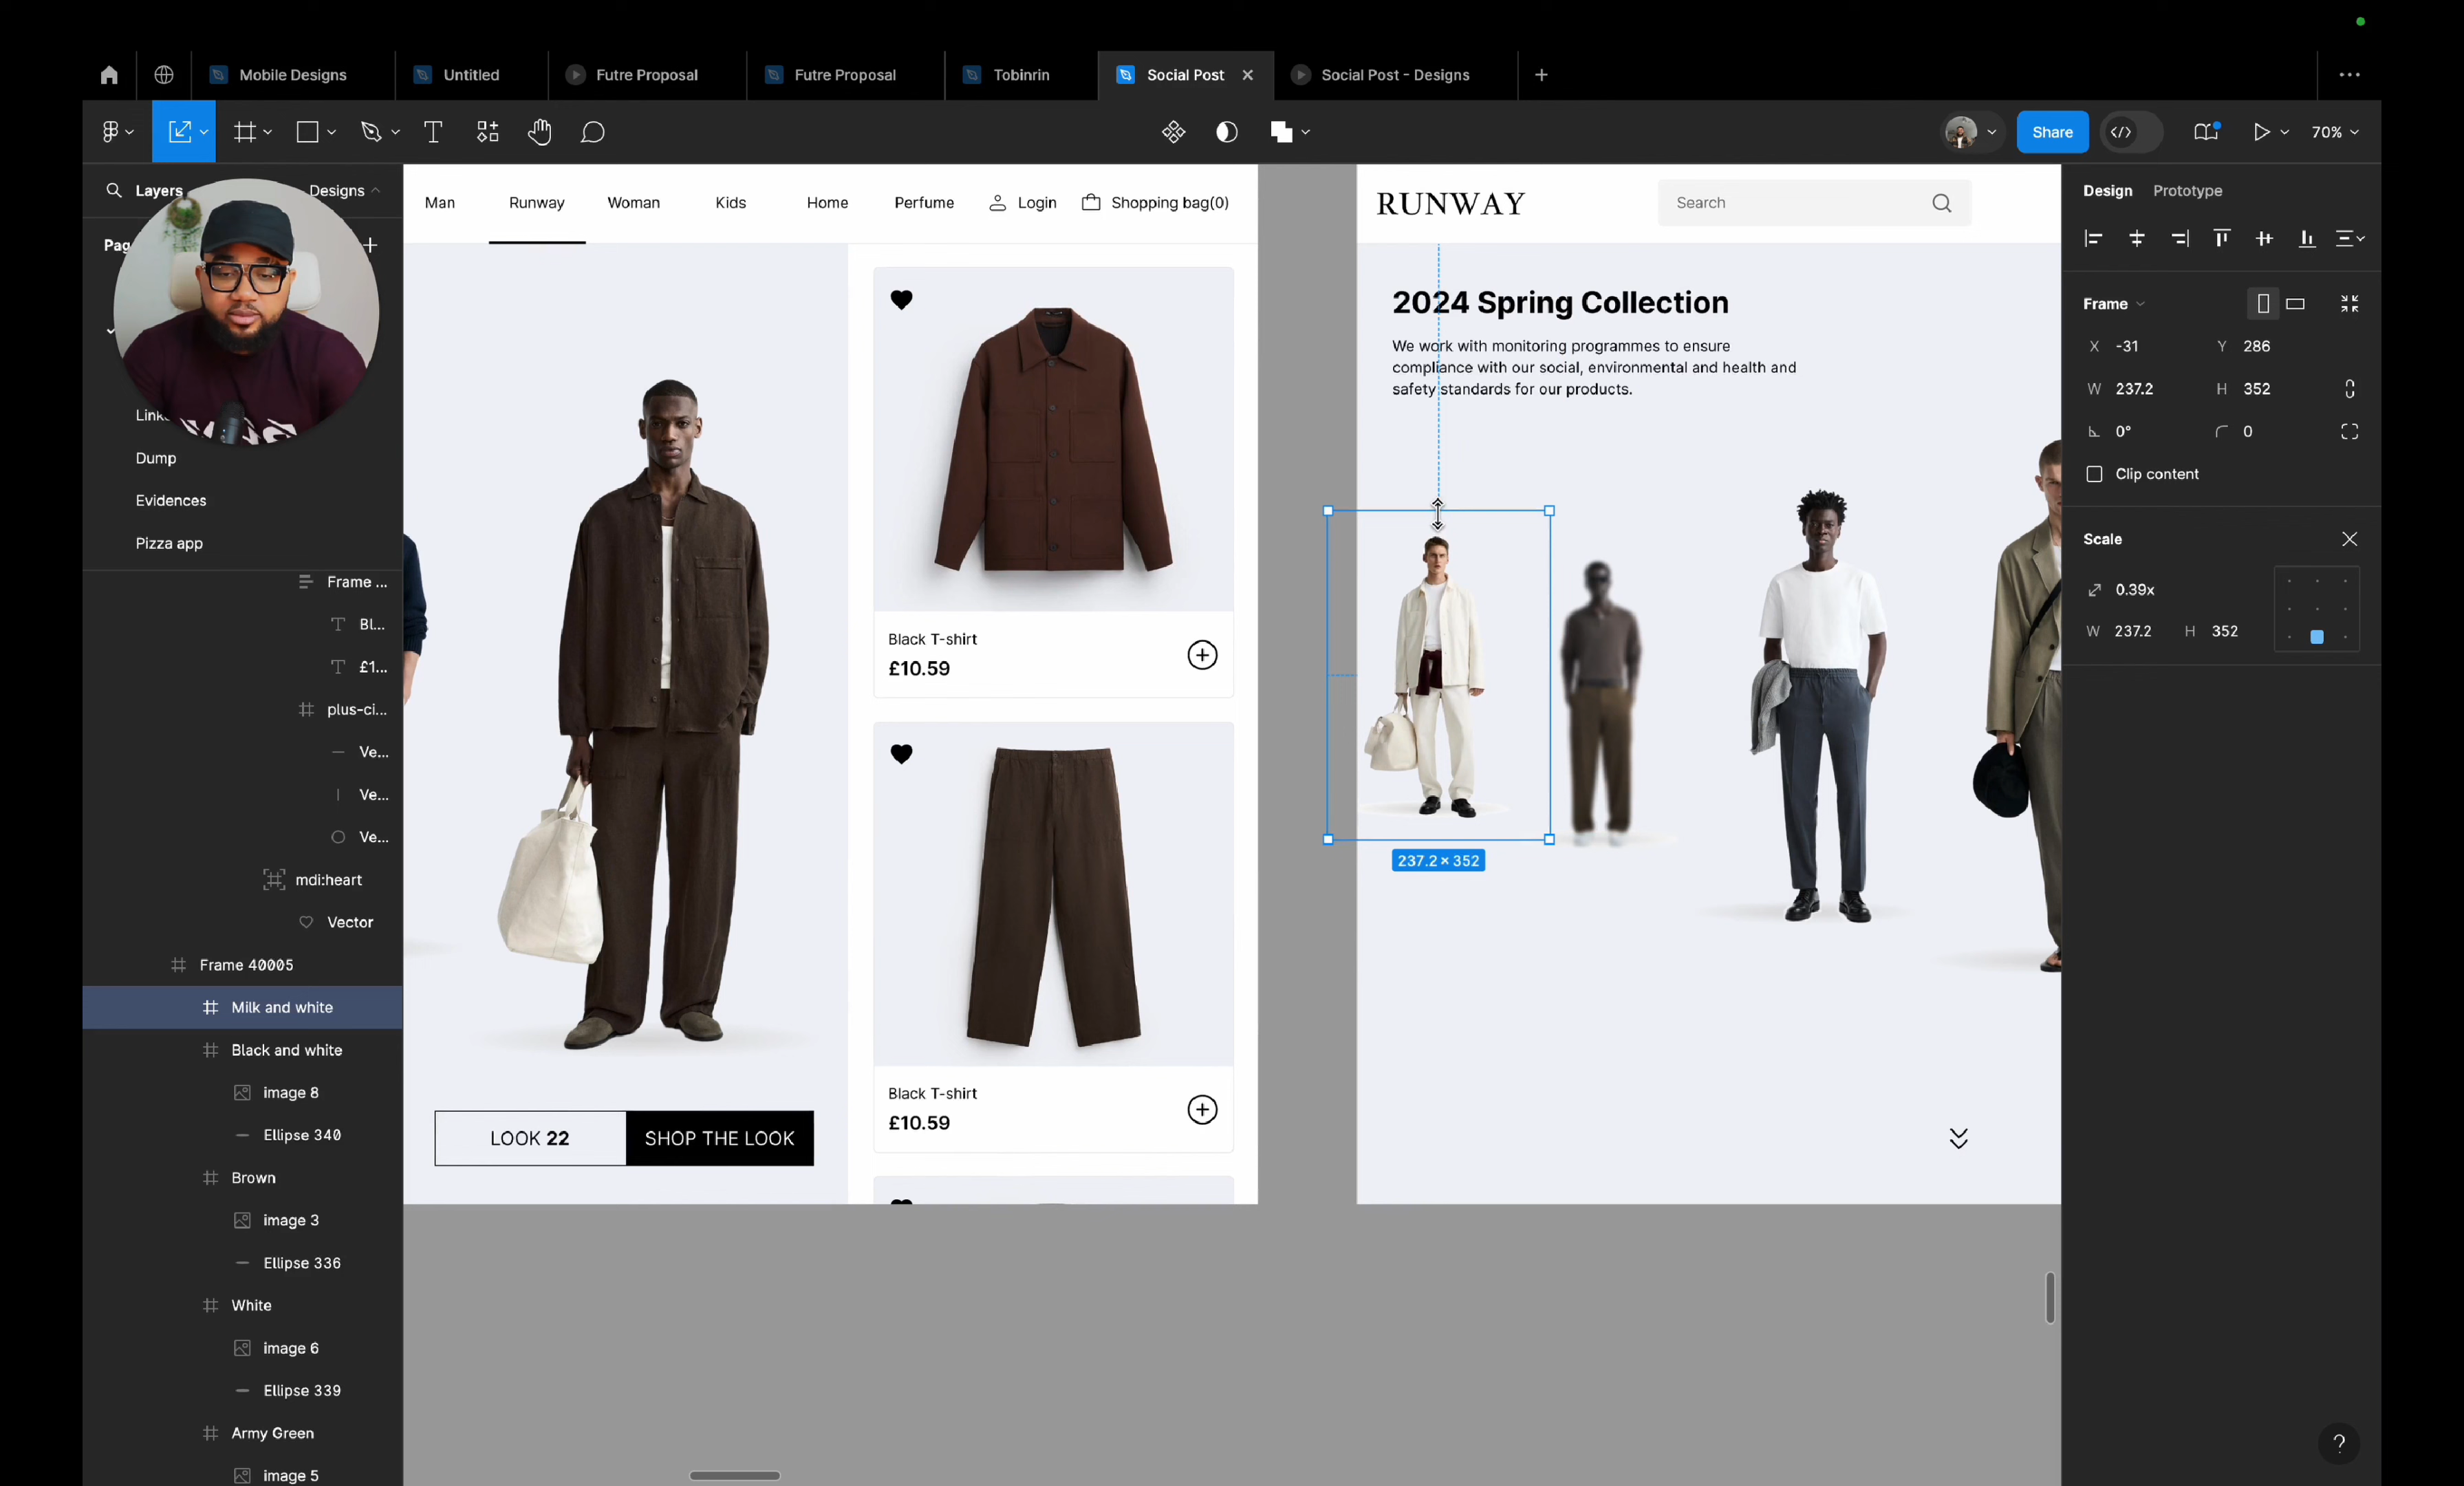 Mobile Designs
Untitled
Futre Proposal
Futre Proposal
Tobinrin
Social Post
Social Post - Designs
Share
70%
Layers
Designs
Dump
Evidences
Pizza app
Frame ...
Bl...
£1...
plus-ci...
Ve...
Ve...
Ve...
mdi:heart
Vector
Frame 40005
Milk and white
Black and white
image 8
Ellipse 340
Brown
image 3
Ellipse 336
White
image 6
Ellipse 339
Army Green
image 5
Man
Runway
Woman
Kids
Home
Perfume
Login
Shopping bag(0)
Black T-shirt
£10.59
Black T-shirt
£10.59
LOOK 22
SHOP THE LOOK
RUNWAY
Search
2024 Spring Collection
We work with monitoring programmes to ensure
compliance with our social, environmental and health and
safety standards for our products.
237.2 × 352
Design
Prototype
Frame
X -31
Y 286
W 237.2
H 352
0°
0
Clip content
Scale
0.39x
W 237.2
H 352
?